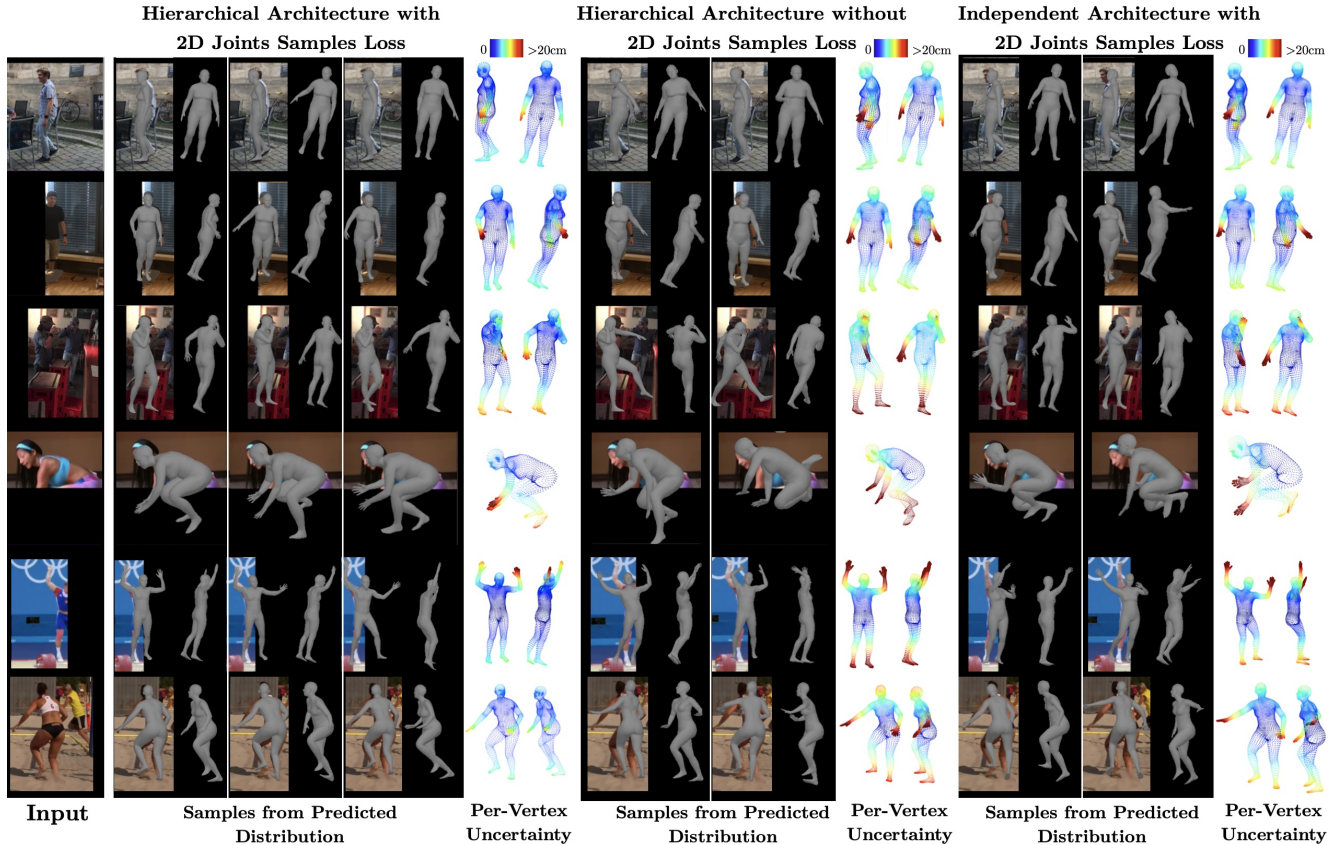 Hierarchical Architecture with
2D Joints Samples Loss
0 >20cm
Hierarchical Architecture without
2D Joints Samples Loss
0 >20cm
Independent Architecture with
2D Joints Samples Loss
0 >20cm
Input
Samples from Predicted
Distribution
Per-Vertex
Uncertainty
Samples from Predicted
Distribution
Per-Vertex
Uncertainty
Samples from Predicted
Distribution
Per-Vertex
Uncertainty